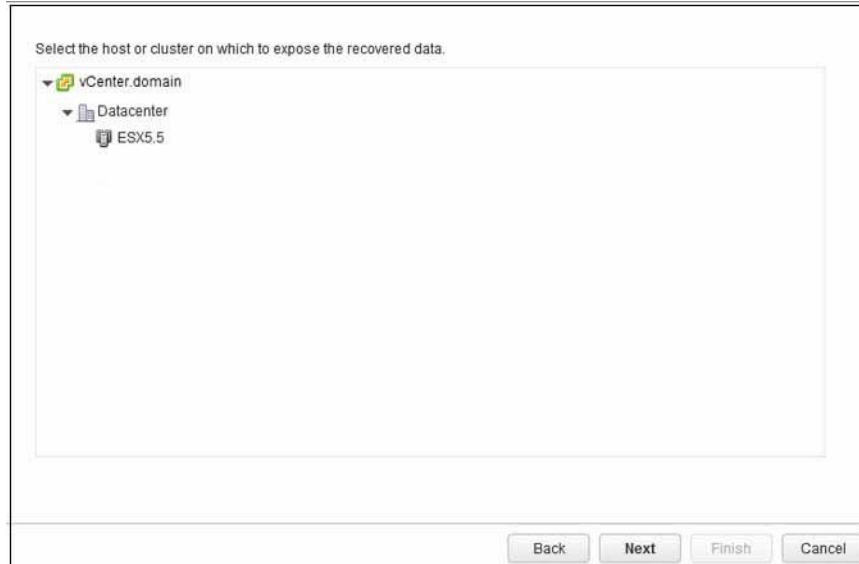 Select the host or cluster on which to expose the recovered data.
vCenter.domain
Datacenter
ESX5.5
Back Next Finish Cancel